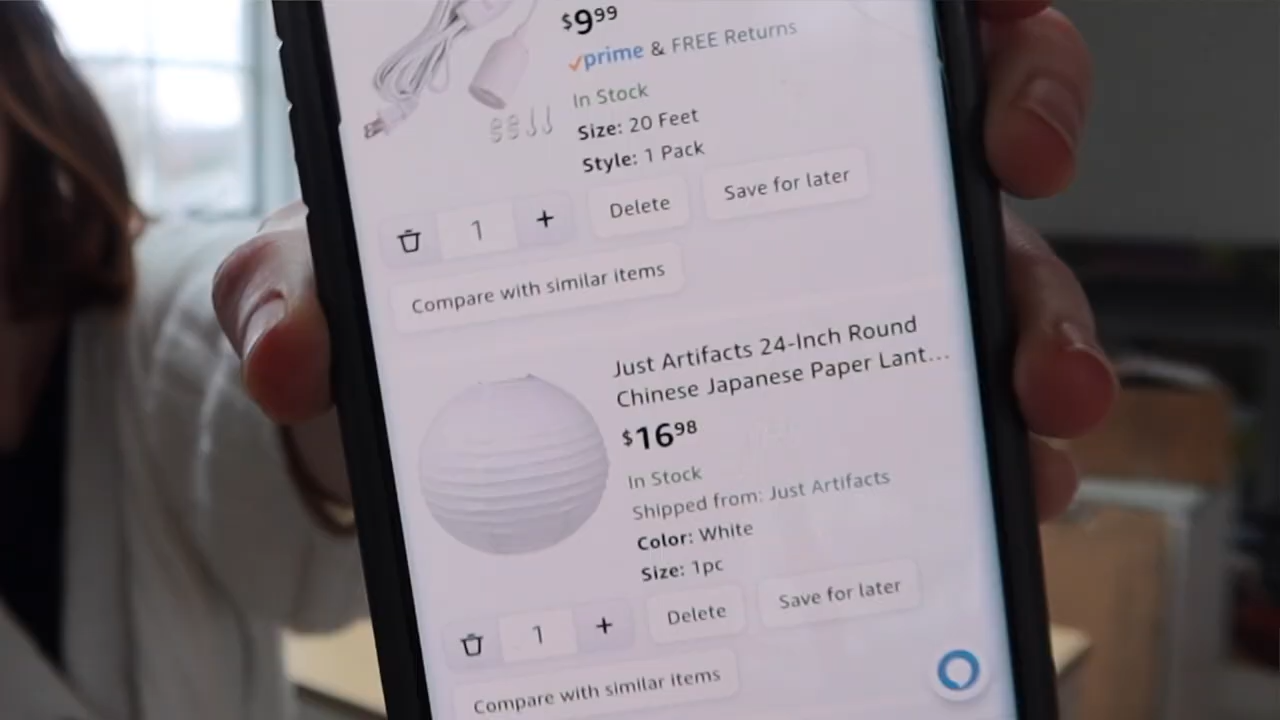 $9.99
prime & FREE Returns
In Stock
Size: 20 Feet
Style: 1 Pack
1 + Delete Save for later
Compare with similar items
Just Artifacts 24-Inch Round
Chinese Japanese Paper Lant...
$16.98
In Stock
Shipped from: Just Artifacts
Color: White
Size: 1pc
1 + Delete Save for later
Compare with similar items